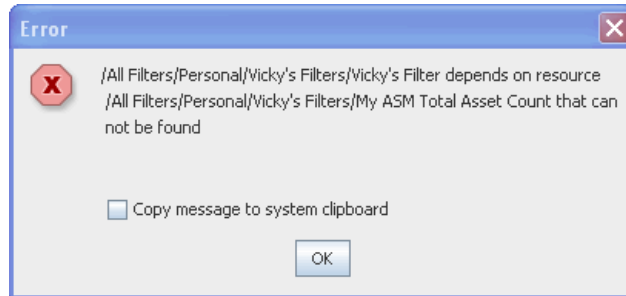 Error
/All Filters/Personal/Vicky's Filters/Vicky's Filter depends on resource
/All Filters/Personal/Vicky's Filters/My ASM Total Asset Count that can
not be found
Copy message to system clipboard
OK